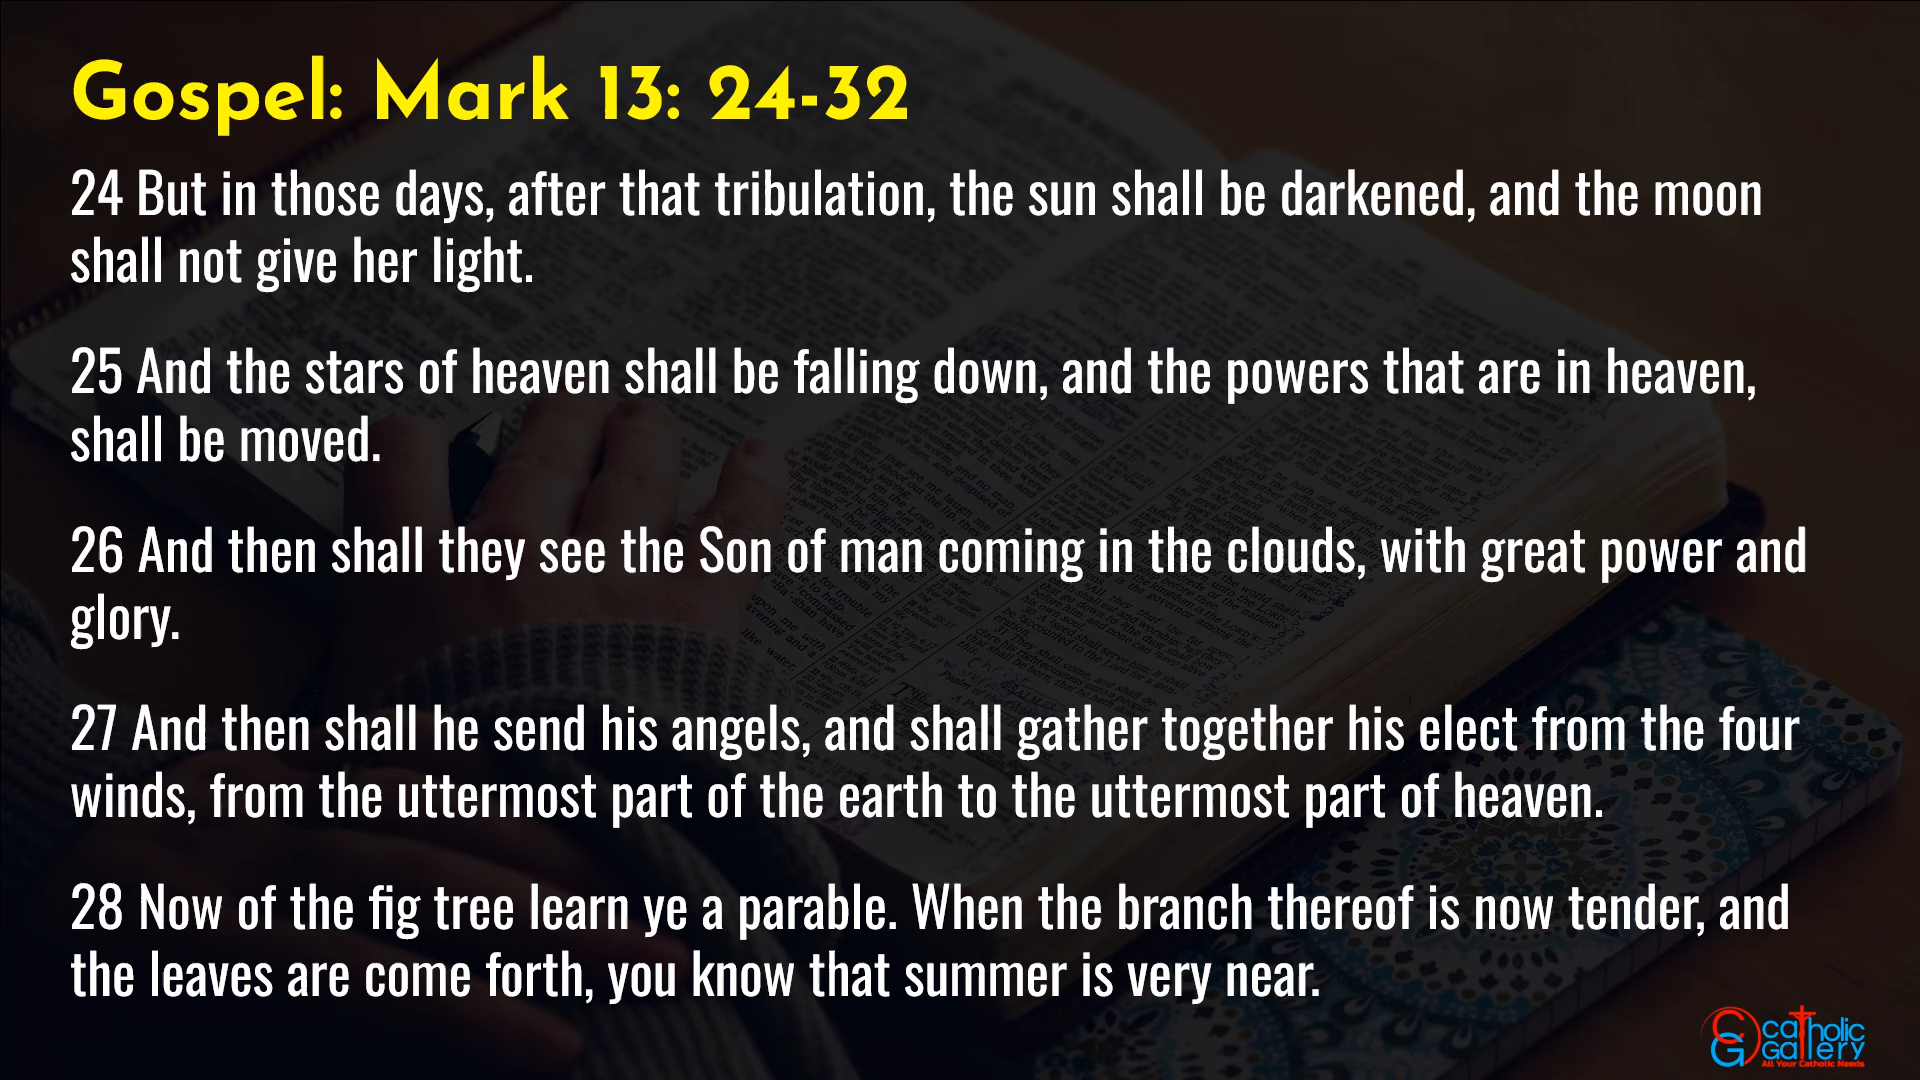 Gospel: Mark 13: 24-32
24 But in those days, after that tribulation, the sun shall be darkened, and the moon
shall not give her light.
25 And the stars of heaven shall be falling down, and the powers that are in heaven,
shall be moved.
26 And then shall they see the Son of man coming in the clouds, with great power and
glory.
27 And then shall he send his angels, and shall gather together his elect from the four
winds, from the uttermost part of the earth to the uttermost part of heaven.
28 Now of the fig tree learn ye a parable. When the branch thereof is now tender, and
the leaves are come forth, you know that summer is very near.
CG catholic
Gallery
All Your Catholic Needs